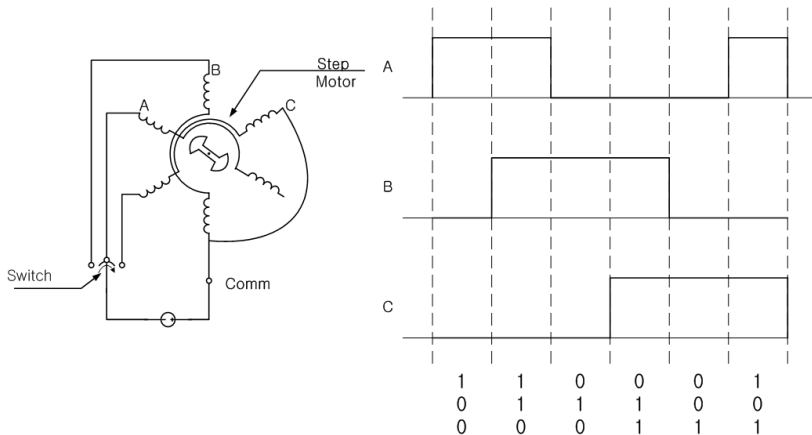 Step
Motor
B
A
C
Switch
Comm
A
B
C
1 1 0 0 0 1
0 1 1 1 0 0
0 0 0 1 1 1